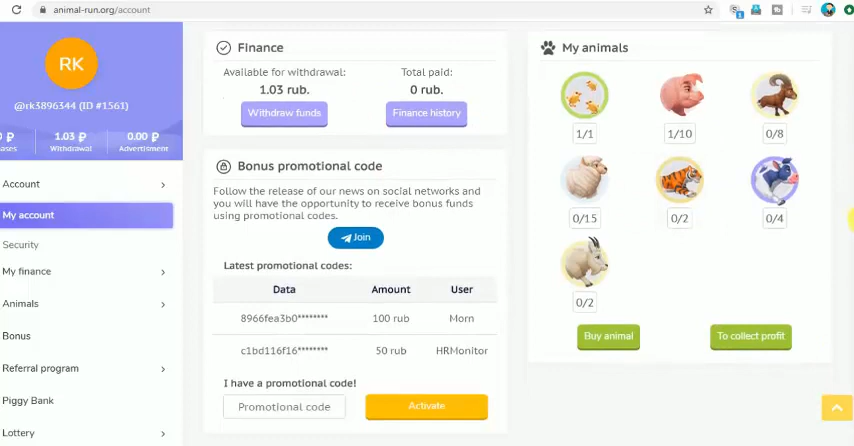 animal-run.org/account
1
RK
@rk3896344 (ID #1561)
0 ₽ 1.03 ₽ 0.00 ₽
Withdrawal Advertisment
Account
My account
Security
My finance
Animals
Bonus
Referral program
Piggy Bank
Lottery
Finance
Available for withdrawal: Total paid:
1.03 rub. 0 rub.
Withdraw funds Finance history
Bonus promotional code
Follow the release of our news on social networks and
you will have the opportunity to receive bonus funds
using promotional codes.
Join
Latest promotional codes:
Data Amount User
8966fea3b0******** 100 rub Morn
c1bd116f16******** 50 rub HRMonitor
I have a promotional code!
Promotional code Activate
My animals
1/1 1/10 0/8
0/15 0/2 0/4
0/2
Buy animal To collect profit